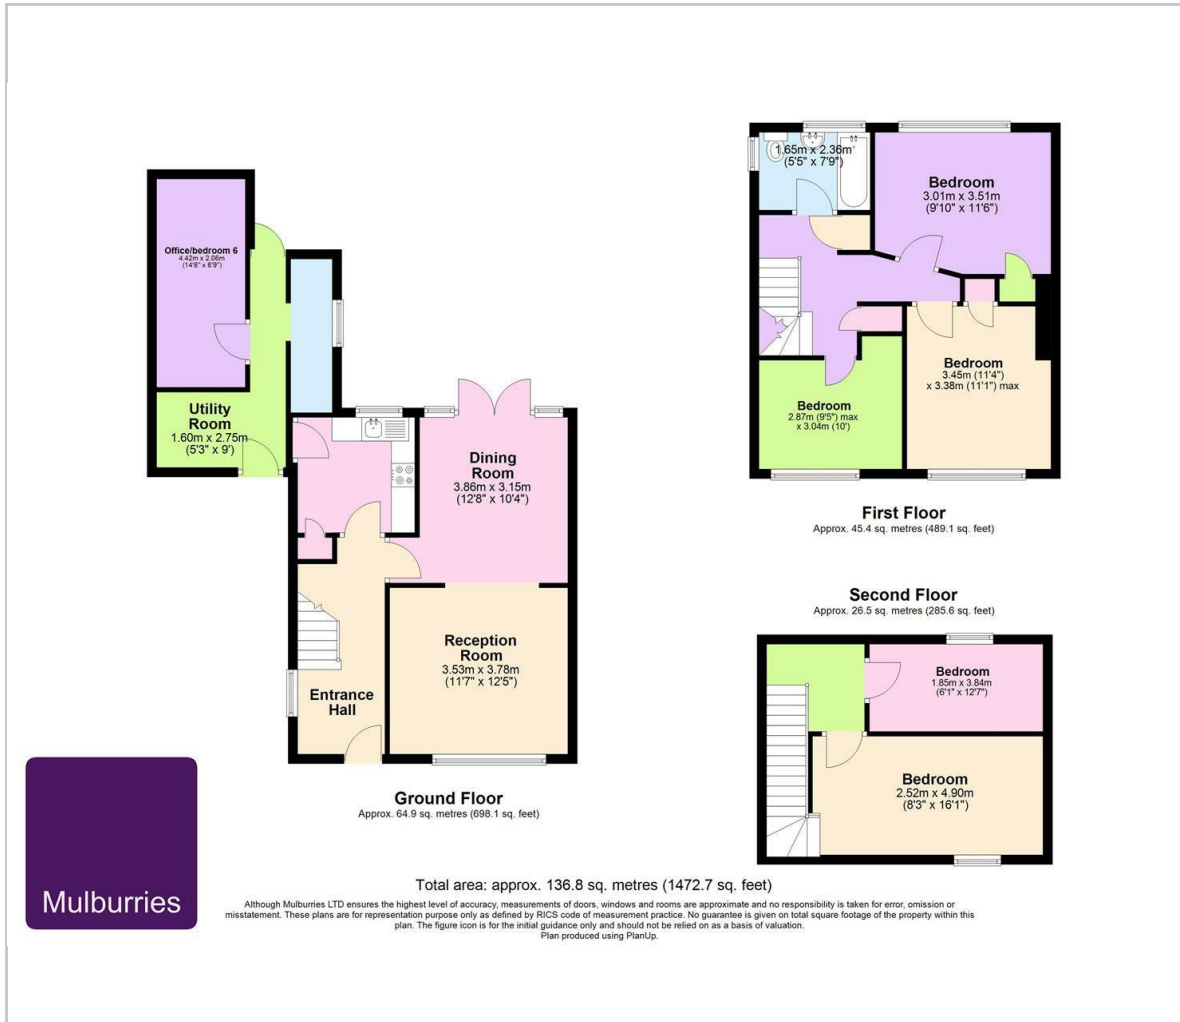 Office/bedroom 6
4.42m x 2.06m
(14'6" x 6'9")
Utility
Room
1.60m x 2.75m
(5'3" x 9')
Dining
Room
3.86m x 3.15m
(12'8" x 10'4")
Reception
Room
3.53m x 3.78m
(11'7" x 12'5")
Entrance
Hall
Ground Floor
Approx. 64.9 sq. metres (698.1 sq. feet)
1.65m x 2.36m
(5'5" x 7'9")
Bedroom
3.01m x 3.51m
(9'10" x 11'6")
Bedroom
3.45m (11'4")
x 3.38m (11'1") max
Bedroom
2.87m (9'5") max
x 3.04m (10')
First Floor
Approx. 45.4 sq. metres (489.1 sq. feet)
Second Floor
Approx. 26.5 sq. metres (285.6 sq. feet)
Bedroom
1.85m x 3.84m
(6'1" x 12'7")
Bedroom
2.52m x 4.90m
(8'3" x 16'1")
Mulburries
Total area: approx. 136.8 sq. metres (1472.7 sq. feet)
Although Mulburries LTD ensures the highest level of accuracy, measurements of doors, windows and rooms are approximate and no responsibility is taken for error, omission or
misstatement. These plans are for representation purpose only as defined by RICS code of measurement practice. No guarantee is given on total square footage of the property within this
plan. The figure icon is for the initial guidance only and should not be relied on as a basis of valuation.
Plan produced using PlanUp.